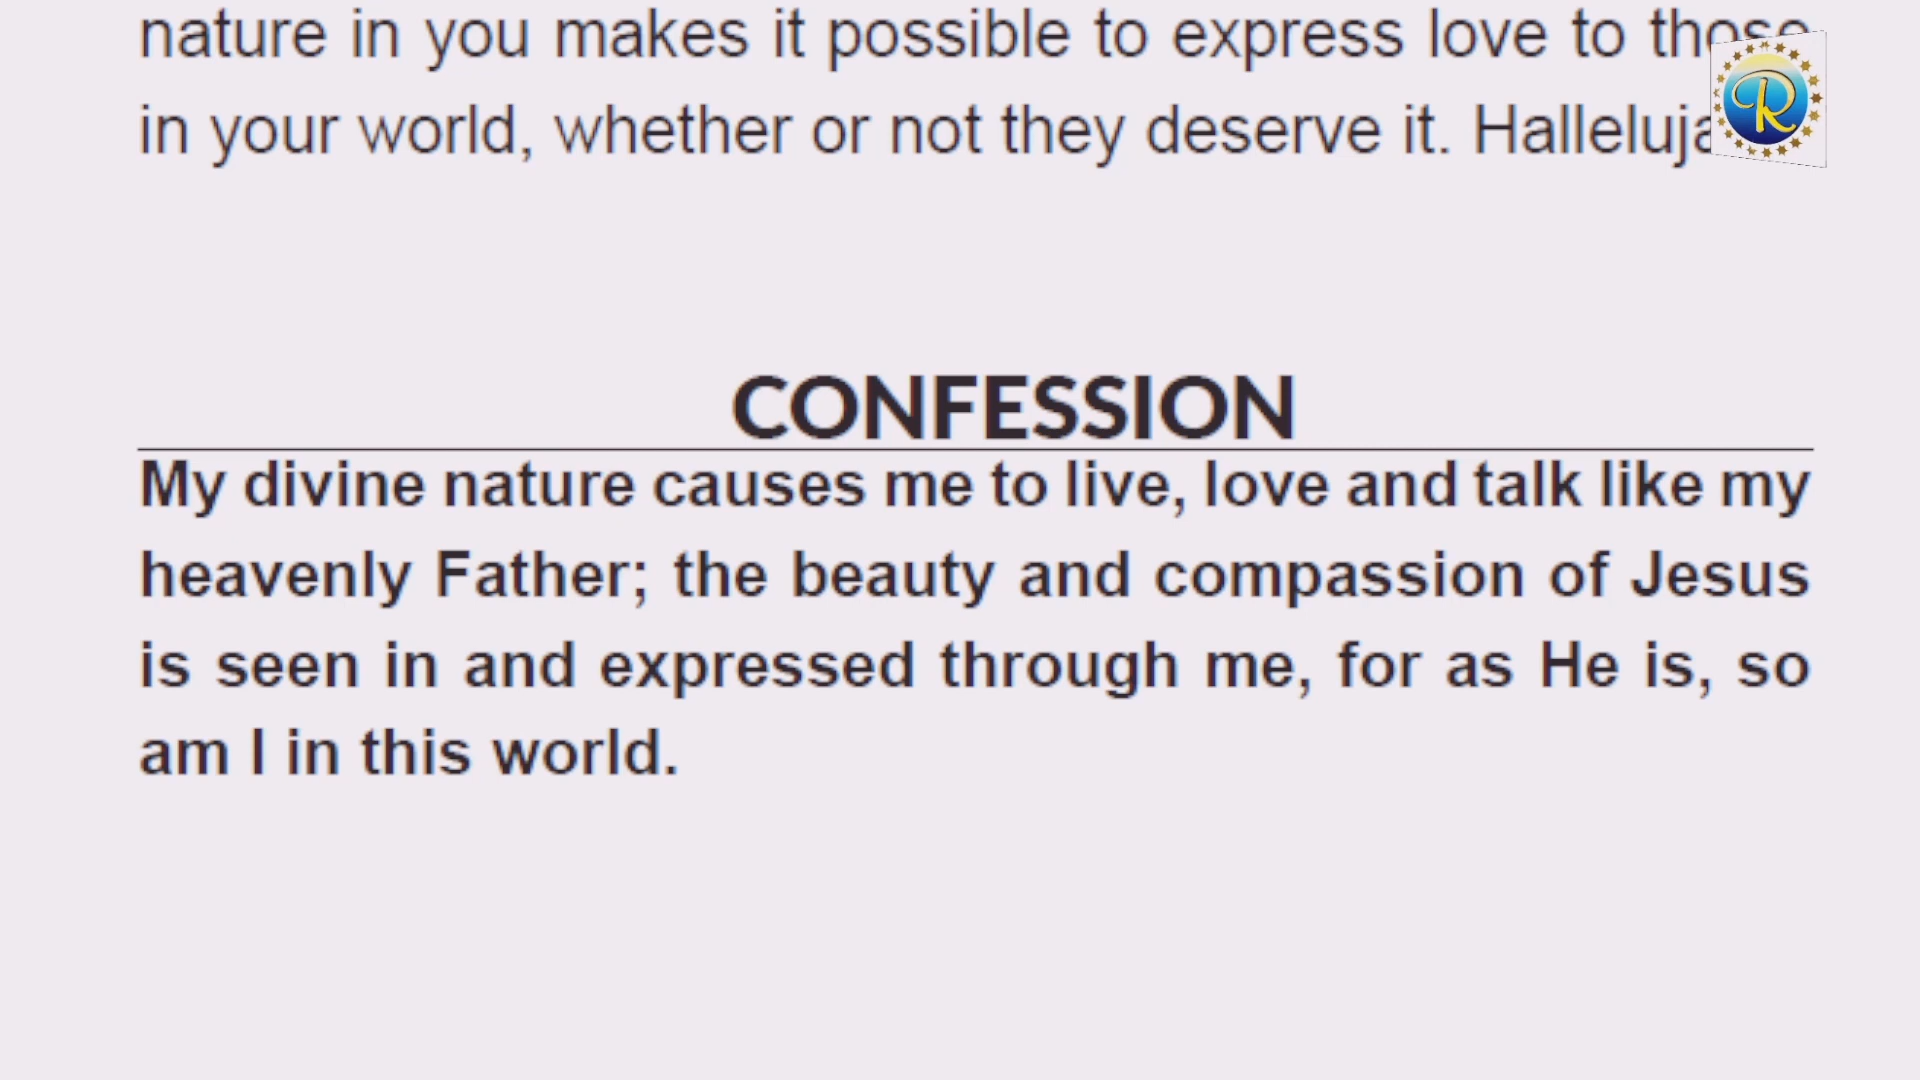 nature in you makes it possible to express love to those
in your world, whether or not they deserve it.
R
CONFESSION
My divine nature causes me to live, love and talk like my
heavenly Father; the beauty and compassion of Jesus
is seen in and expressed through me, for as He is, so
am I in this world.